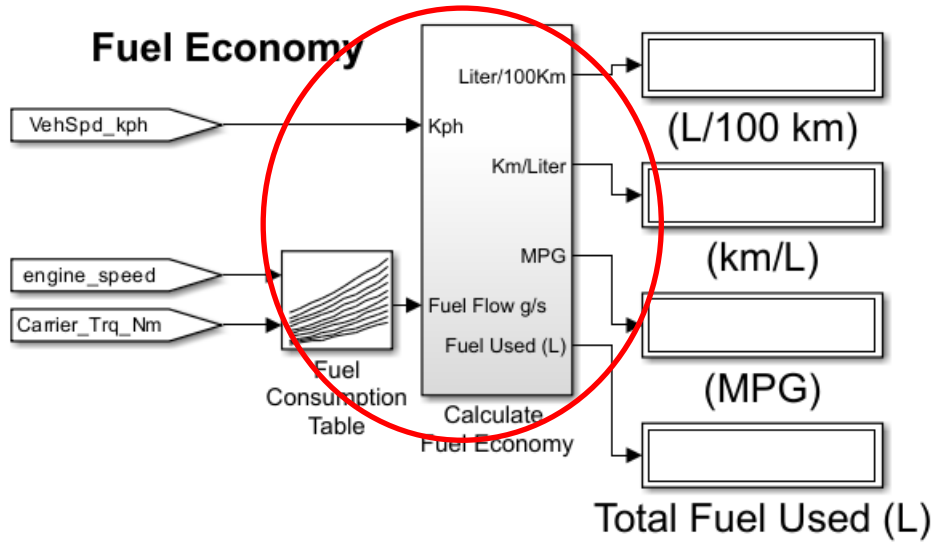 Fuel Economy
VehSpd_kph
engine_speed
Carrier_Trq_Nm
Fuel
Consumption
Table
Liter/100Km
Kph
Km/Liter
MPG
Fuel Flow g/s
Fuel Used (L)
Calculate
Fuel Economy
(L/100 km)
(km/L)
(MPG)
Total Fuel Used (L)